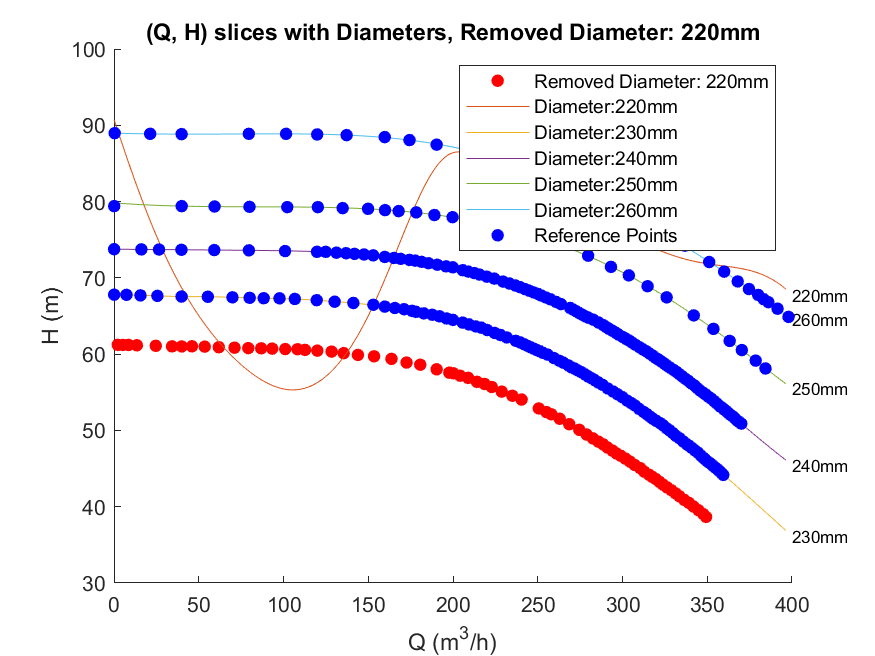 (Q, H) slices with Diameters, Removed Diameter: 220mm
100
90
80
70
60
50
40
30
H (m)
Removed Diameter: 220mm
Diameter:220mm
Diameter:230mm
Diameter:240mm
Diameter:250mm
Diameter:260mm
Reference Points
220mm
260mm
250mm
240mm
230mm
0 50 100 150 200 250 300 350 400
Q (m³/h)